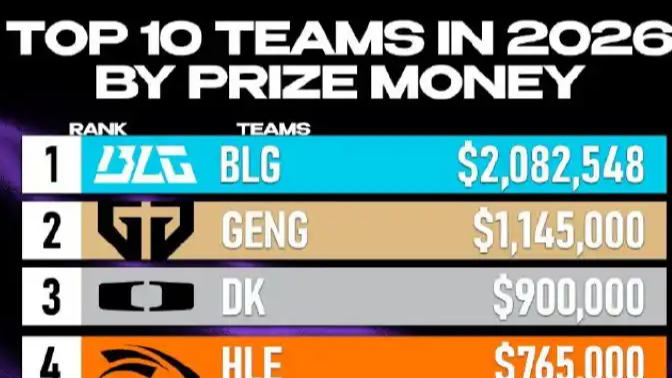 TOP 10 TEAMS IN 2026
BY PRIZE MONEY
RANK TEAMS
1 BLG BLG $2,082,548
2 GENG $1,145,000
3 DK $900,000
4 HLE $765,000